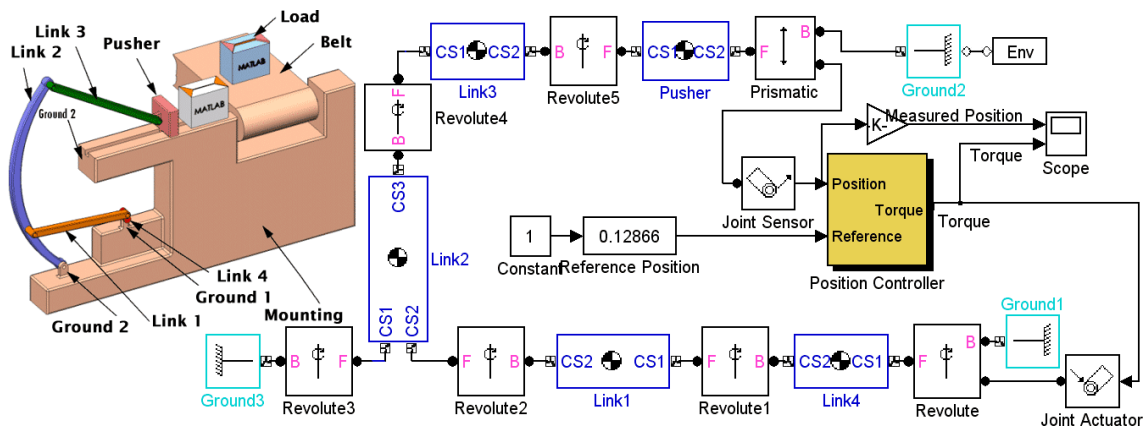 Load
Link 3
Link 2
Pusher
Belt
MATLAB
MATLAB
Ground 2
Link 4
Ground 1
Mounting
Ground 2
Link 1
CS1 CS2
Link3
B F
Revolute5
CS1 CS2
Pusher
F B
Prismatic
Ground2
Env
F
B
Revolute4
CS3
CS1
CS2
Link2
-K-
Measured Position
Torque
Scope
Joint Sensor
Position
Torque
Reference
Position Controller
Torque
1
Constant
0.12866
Reference Position
Ground3
B F
Revolute3
F B
Revolute2
CS2 CS1
Link1
F B
Revolute1
CS2 CS1
Link4
F B
Revolute
Ground1
Joint Actuator